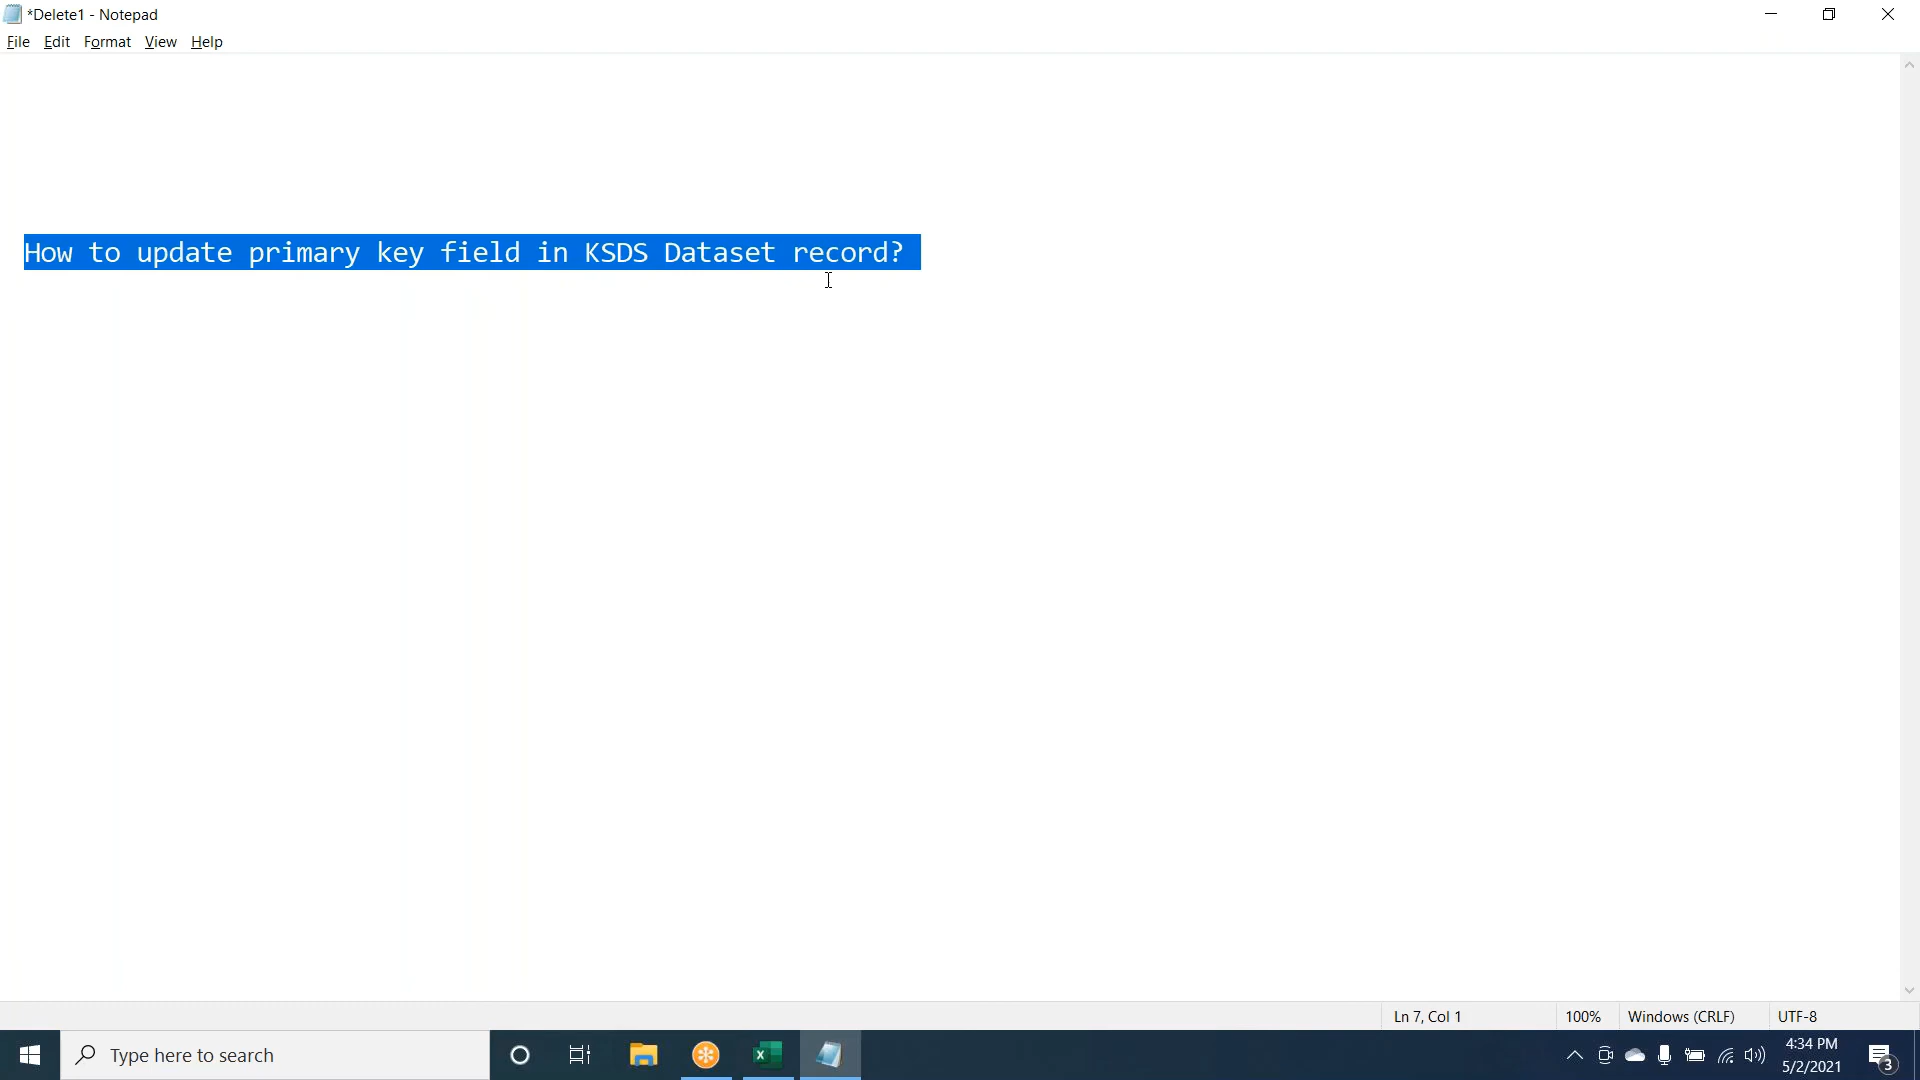 *Delete1 - Notepad
File Edit Format View Help
How to update primary key field in KSDS Dataset record?
Ln 7, Col 1 100% Windows (CRLF) UTF-8
Type here to search
4:34 PM
5/2/2021
3